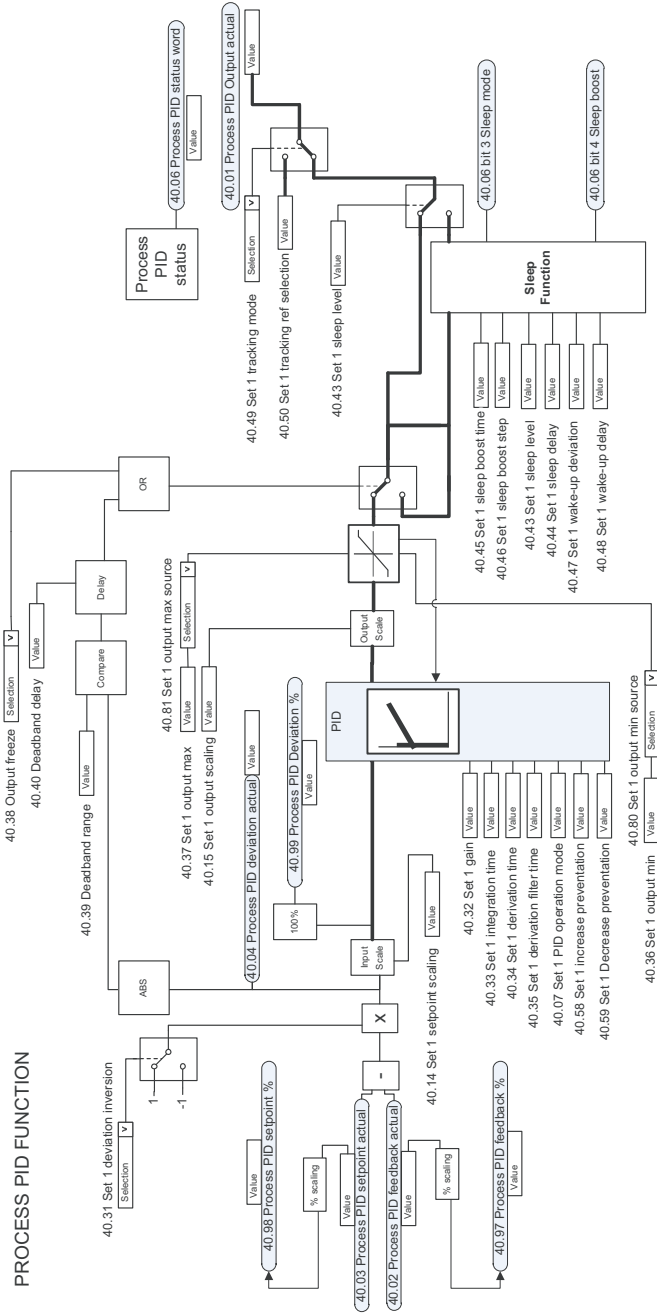 PROCESS PID FUNCTION
40.31 Set 1 deviation inversion
Selection
1
-1
Value
40.98 Process PID setpoint %
% scaling
Value
40.03 Process PID setpoint actual
40.02 Process PID feedback actual
Value
% scaling
40.97 Process PID feedback %
Value
-
X
ABS
40.14 Set 1 setpoint scaling
Value
Input
Scale
100%
40.04 Process PID deviation actual
Value
40.99 Process PID Deviation %
Value
40.38 Output freeze
Selection
40.40 Deadband delay
Value
40.39 Deadband range
Value
Compare
Delay
OR
40.81 Set 1 output max source
40.37 Set 1 output max
Value
Selection
40.15 Set 1 output scaling
Value
PID
Output
Scale
40.32 Set 1 gain
Value
40.33 Set 1 integration time
Value
40.34 Set 1 derivation time
Value
40.35 Set 1 derivation filter time
Value
40.07 Set 1 PID operation mode
Value
40.58 Set 1 increase preventation
Value
40.59 Set 1 Decrease preventation
Value
40.80 Set 1 output min source
40.36 Set 1 output min
Value
Selection
Process
PID
status
40.06 Process PID status word
Value
40.01 Process PID Output actual
Value
40.49 Set 1 tracking mode
Selection
40.50 Set 1 tracking ref selection
Value
40.43 Set 1 sleep level
Value
40.45 Set 1 sleep boost time
Value
40.46 Set 1 sleep boost step
Value
40.43 Set 1 sleep level
Value
40.44 Set 1 sleep delay
Value
40.47 Set 1 wake-up deviation
Value
40.48 Set 1 wake-up delay
Value
Sleep
Function
40.06 bit 3 Sleep mode
40.06 bit 4 Sleep boost